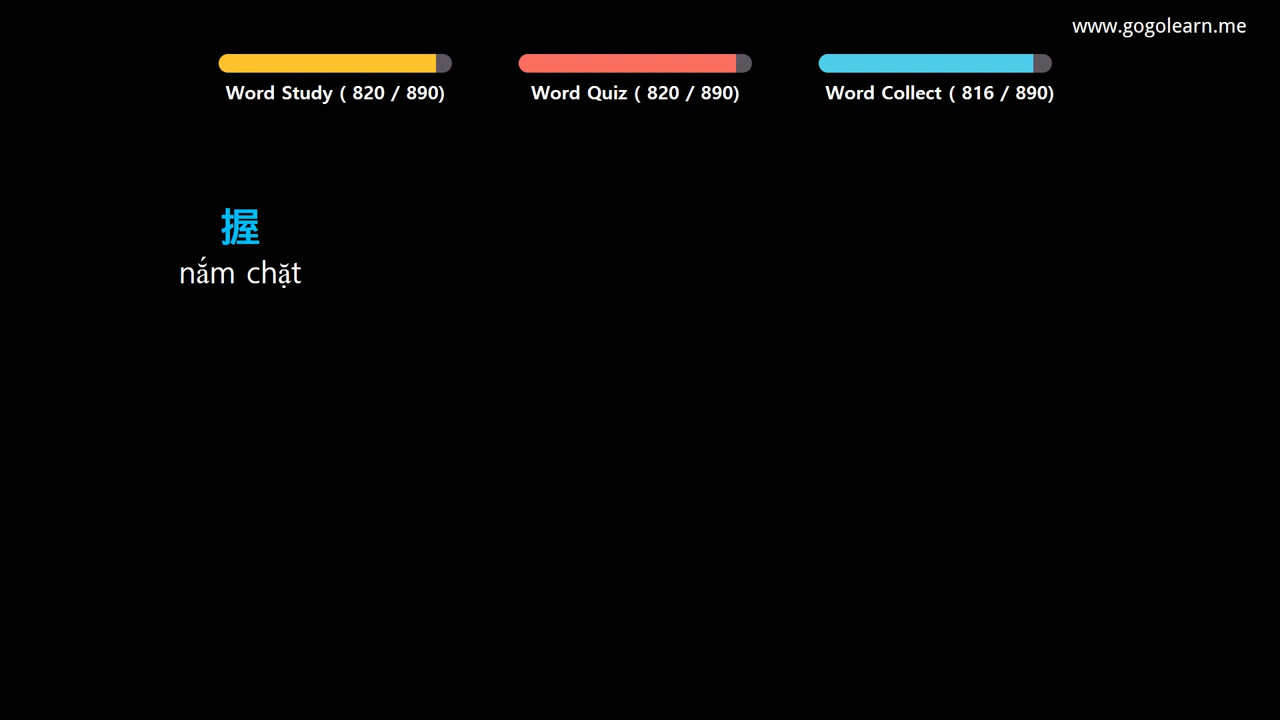 www.gogolearn.me
Word Study ( 820 / 890)
Word Quiz ( 820 / 890)
Word Collect ( 816 / 890)
握
nắm chặt